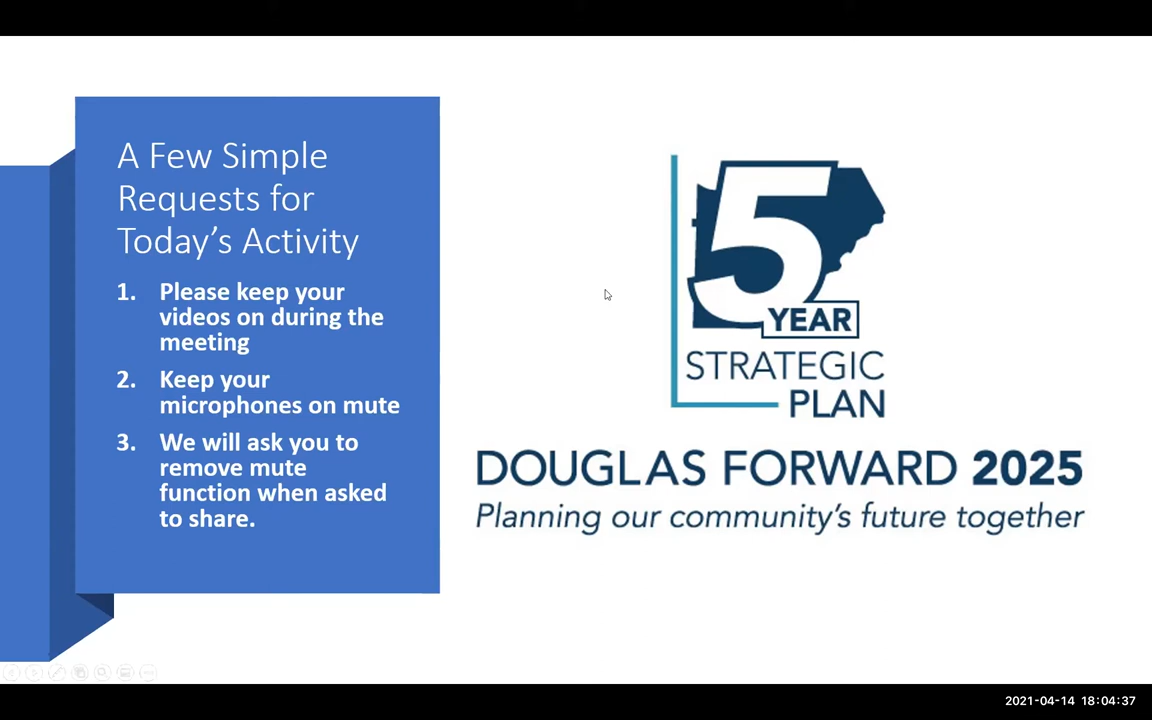 A Few Simple
Requests for
Today's Activity
1. Please keep your
videos on during the
meeting
2. Keep your
microphones on mute
3. We will ask you to
remove mute
function when asked
to share.
5
YEAR
STRATEGIC
PLAN
DOUGLAS FORWARD 2025
Planning our community's future together
2021-04-14 18:04:37